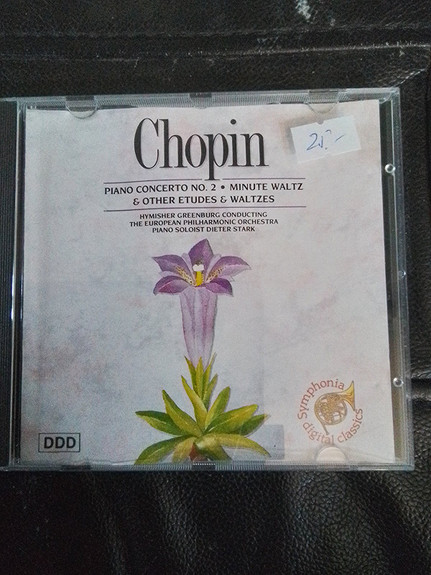 Chopin
PIANO CONCERTO NO. 2 • MINUTE WALTZ
& OTHER ETUDES & WALTZES
HYMISHER GREENBURG CONDUCTING
THE EUROPEAN PHILHARMONIC ORCHESTRA
PIANO SOLOIST DIETER STARK
DDD
Symphonia
digital classics